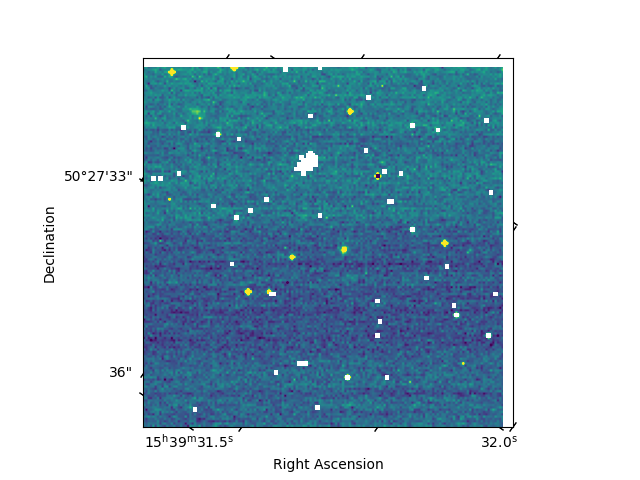 50°27'33"
Declination
36"
15ʰ39ᵐ31.5ˢ
32.0ˢ
Right Ascension